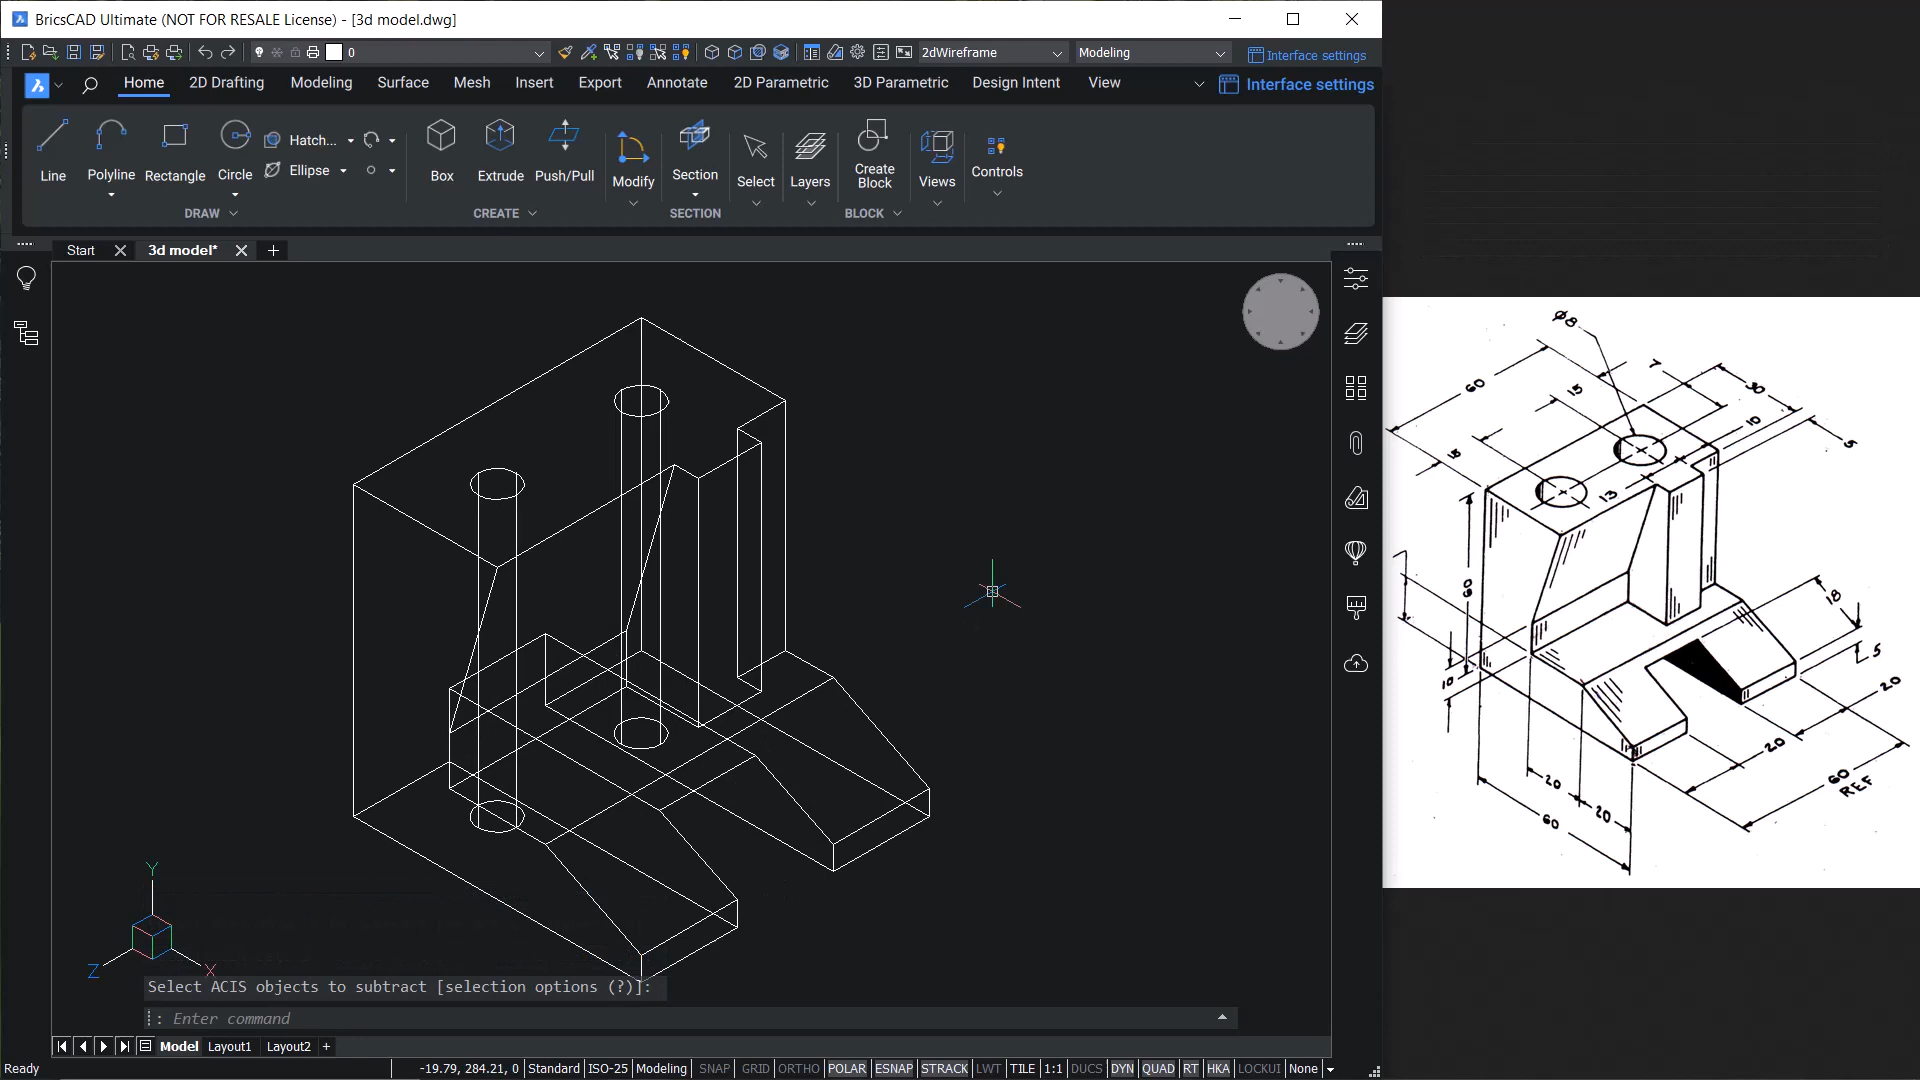 BricsCAD Ultimate (NOT FOR RESALE License) - [3d model.dwg]
0
2dWireframe
Modeling
Interface settings
Home 2D Drafting Modeling Surface Mesh Insert Export Annotate 2D Parametric 3D Parametric Design Intent View
Interface settings
Line Polyline Rectangle Circle
Hatch...
Ellipse
Box Extrude Push/Pull
Modify
Section
Select
Layers
Create
Block
Views
Controls
DRAW
CREATE
SECTION
BLOCK
Start
3d model*
Y
Z
X
Select ACIS objects to subtract [selection options (?)]:
: Enter command
Model Layout1 Layout2 +
Ready
-19.79, 284.21, 0 Standard ISO-25 Modeling SNAP GRID ORTHO POLAR ESNAP STRACK LWT TILE 1:1 DUCS DYN QUAD RT HKA LOCKUI None
Ø8
60
15
7
30
10
5
15
13
60
18
5
10
20
20
20
20
60
REF
60